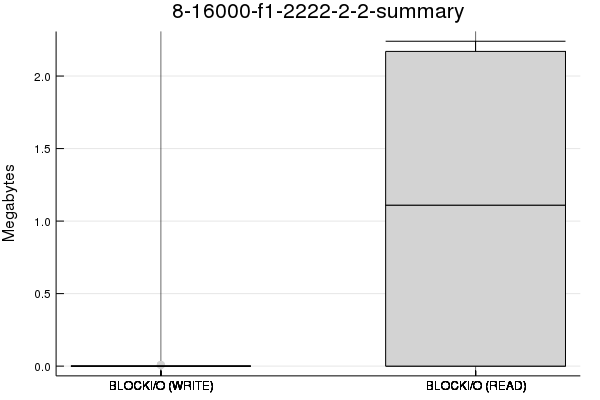 8-16000-f1-2222-2-2-summary
Megabytes
2.0
1.5
1.0
0.5
0.0
BLOCKI/O (WRITE)
BLOCKI/O (READ)